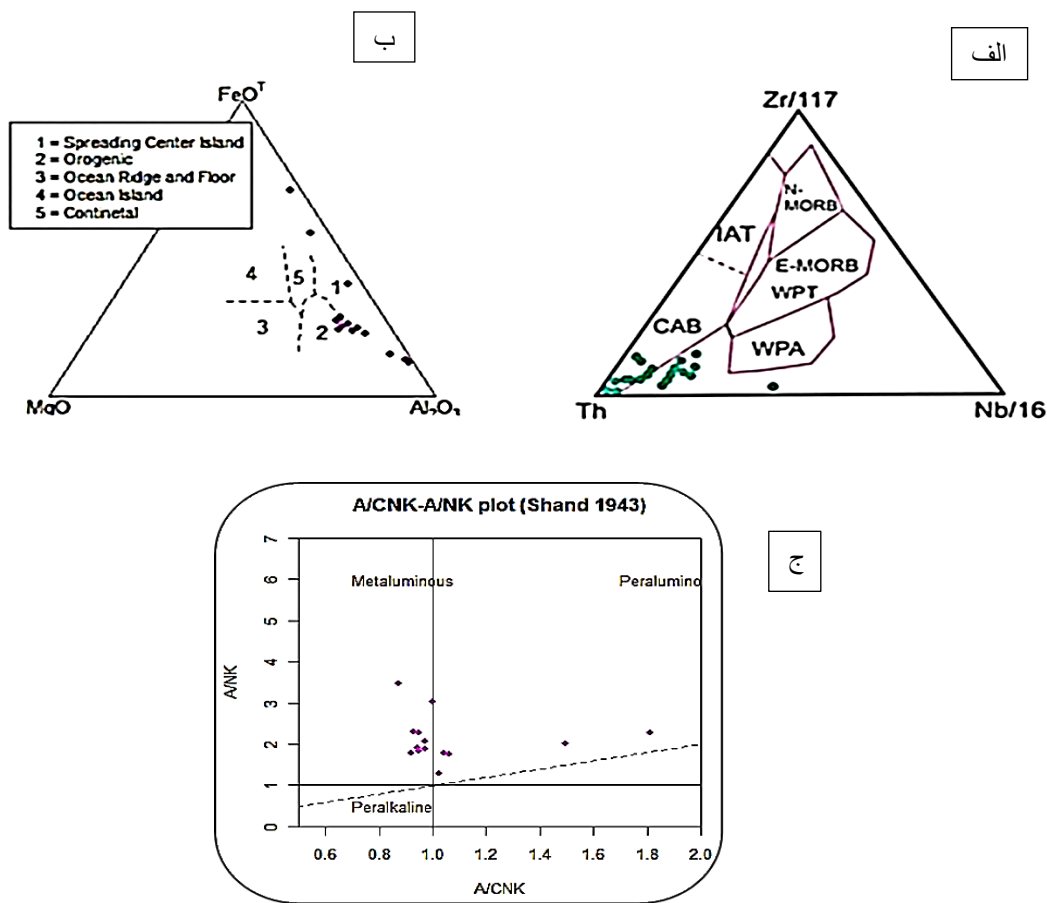 ب
الف
FeOᵀ
1 = Spreading Center Island
2 = Orogenic
3 = Ocean Ridge and Floor
4 = Ocean Island
5 = Continetal
4
5
1
3
2
MgO
Al₂O₃
Zr/117
N-
MORB
IAT
E-MORB
WPT
CAB
WPA
Th
Nb/16
ج
A/CNK-A/NK plot (Shand 1943)
Metaluminous
Peralumino
Peralkaline
A/NK
7
6
5
4
3
2
1
0
0.6 0.8 1.0 1.2 1.4 1.6 1.8 2.0
A/CNK